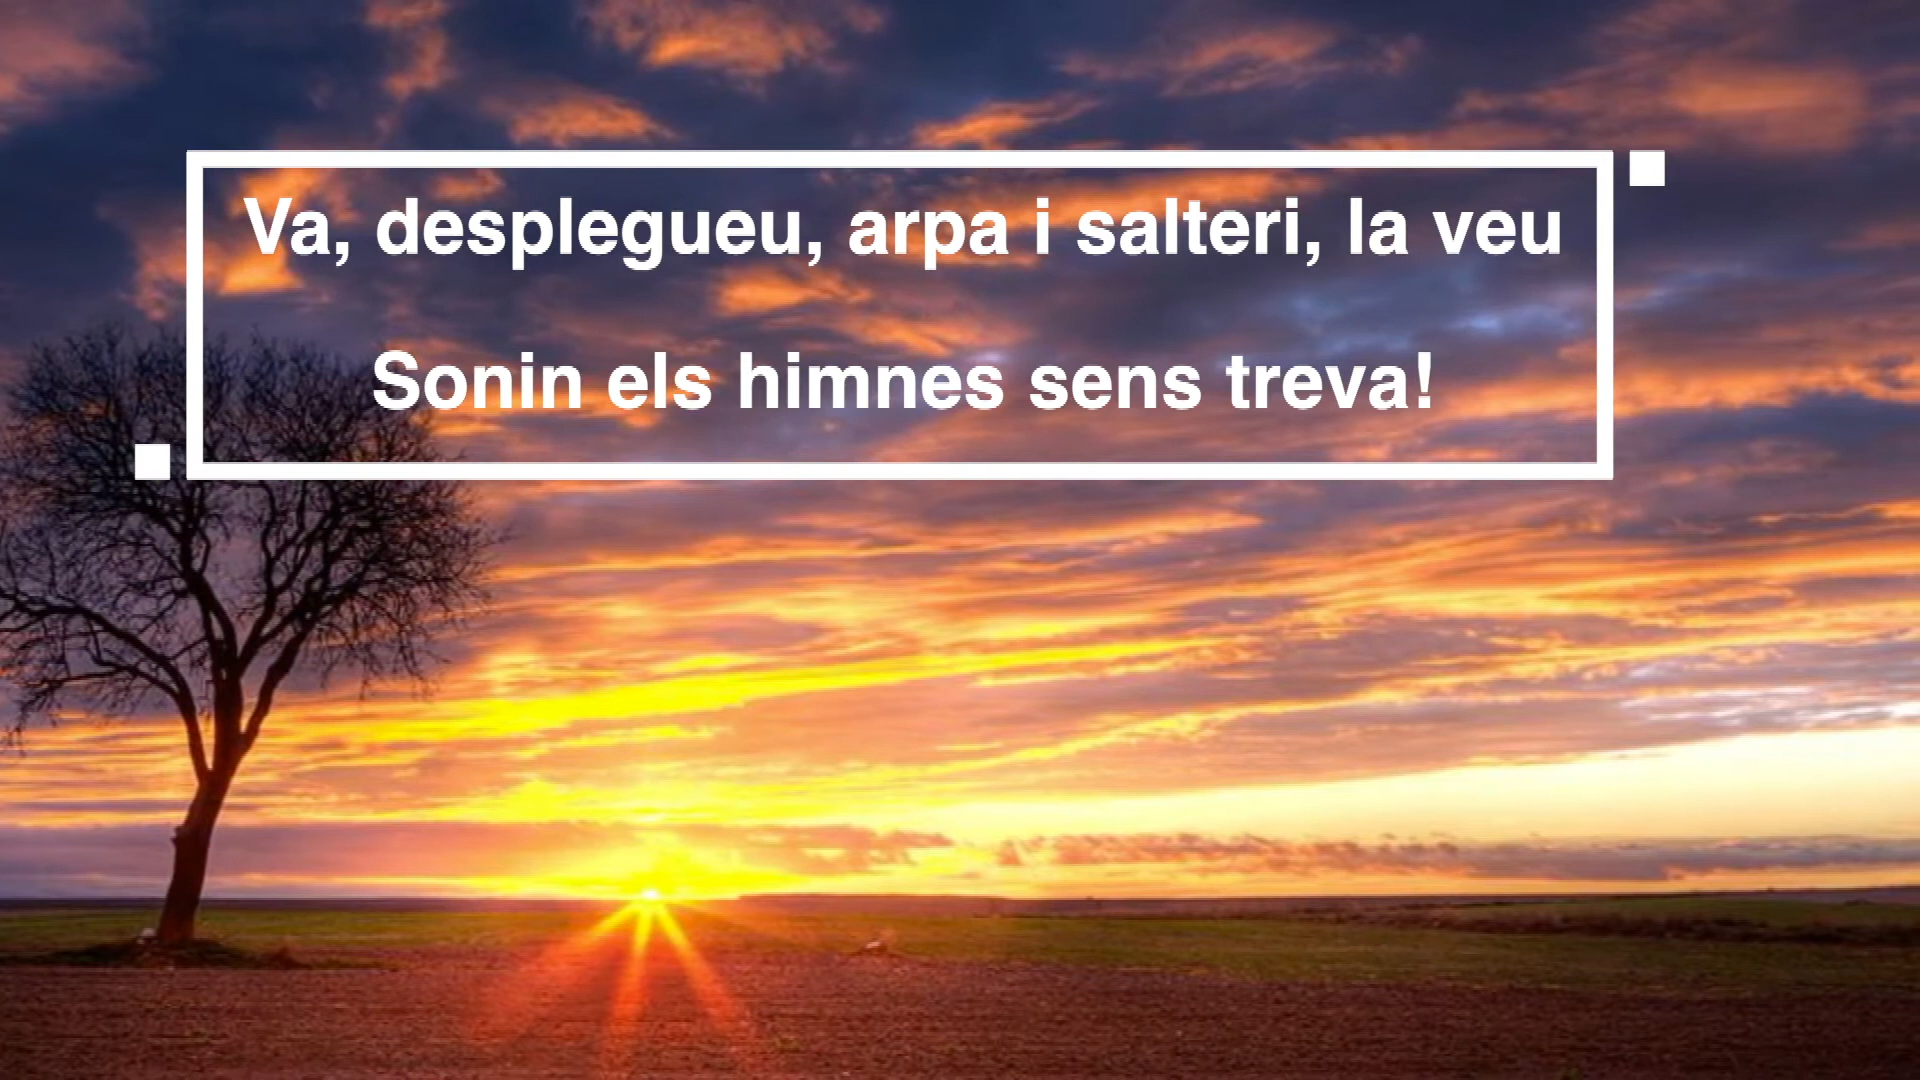 Va, desplegueu, arpa i salteri, la veu
Sonin els himnes sens treva!